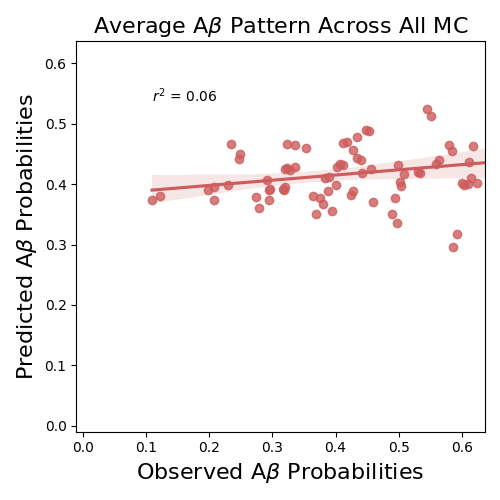 Average Aβ Pattern Across All MC
r² = 0.06
Predicted Aβ Probabilities
0.6
0.5
0.4
0.3
0.2
0.1
0.0
0.0 0.1 0.2 0.3 0.4 0.5 0.6
Observed Aβ Probabilities